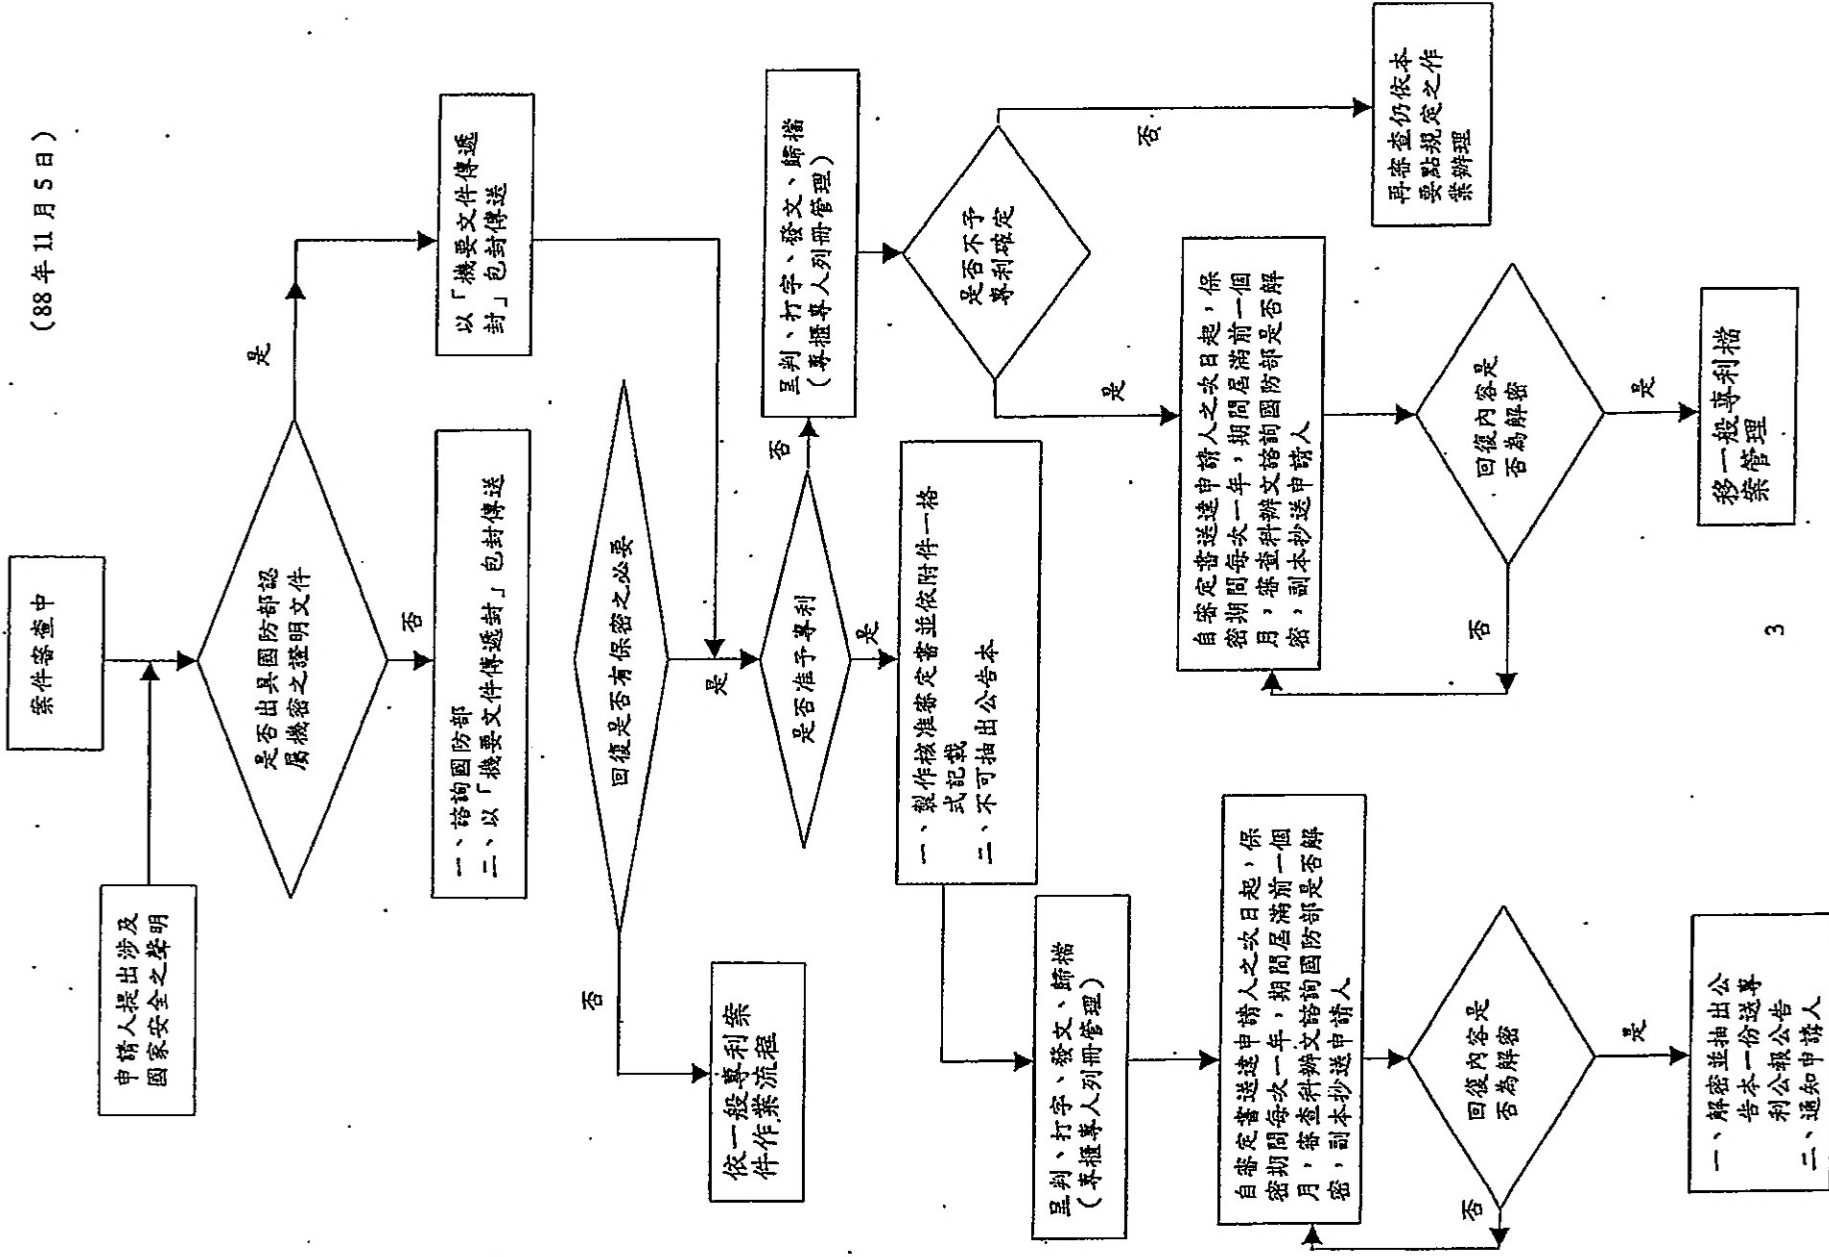 (88年11月5日)
案件審查中
申請人提出涉及
國家安全之聲明
是否出具國防部認
屬機密之證明文件
是
否
以「機要文件傳遞
封」包封傳送
一、諮詢國防部
二、以「機要文件傳遞封」包封傳送
回復是否有保密之必要
否
是
依一般專利案
件作業流程
是否准予專利
否
是
呈判、打字、發文、歸檔
(專櫃專人列冊管理)
一、製作核准審定書並依附件一格
式記載
二、不可抽出公告本
是否不予
專利確定
否
是
再審查仍依本
要點規定之作
業辦理
呈判、打字、發文、歸檔
(專櫃專人列冊管理)
自審定書送達申請人之次日起,保
密期間每次一年,期間屆滿前一個
月,審查科辦文諮詢國防部是否解
密,副本抄送申請人
自審定書送達申請人之次日起,保
密期間每次一年,期間屆滿前一個
月,審查科辦文諮詢國防部是否解
密,副本抄送申請人
回復內容是
否為解密
否
是
回復內容是
否為解密
否
是
一、解密並抽出公
告本一份送專
利公報公告
二、通知申請人
移一般專利檔
案管理
3